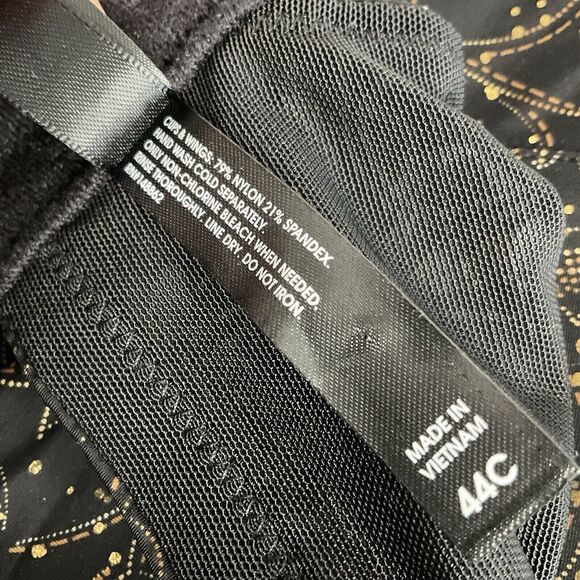 CUPS & WINGS: 79% NYLON 21% SPANDEX.
HAND WASH COLD SEPARATELY.
ONLY NON-CHLORINE BLEACH WHEN NEEDED.
RINSE THOROUGHLY. LINE DRY. DO NOT IRON.
MADE IN
VIETNAM
44C